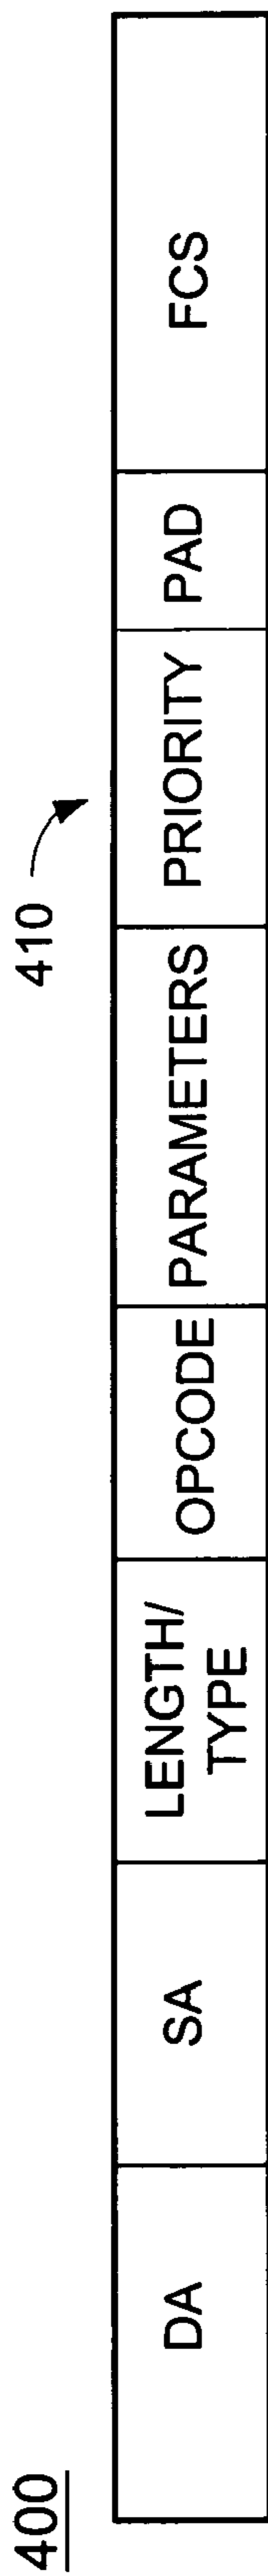 400
410
DA
SA
LENGTH/
TYPE
OPCODE
PARAMETERS
PRIORITY
PAD
FCS